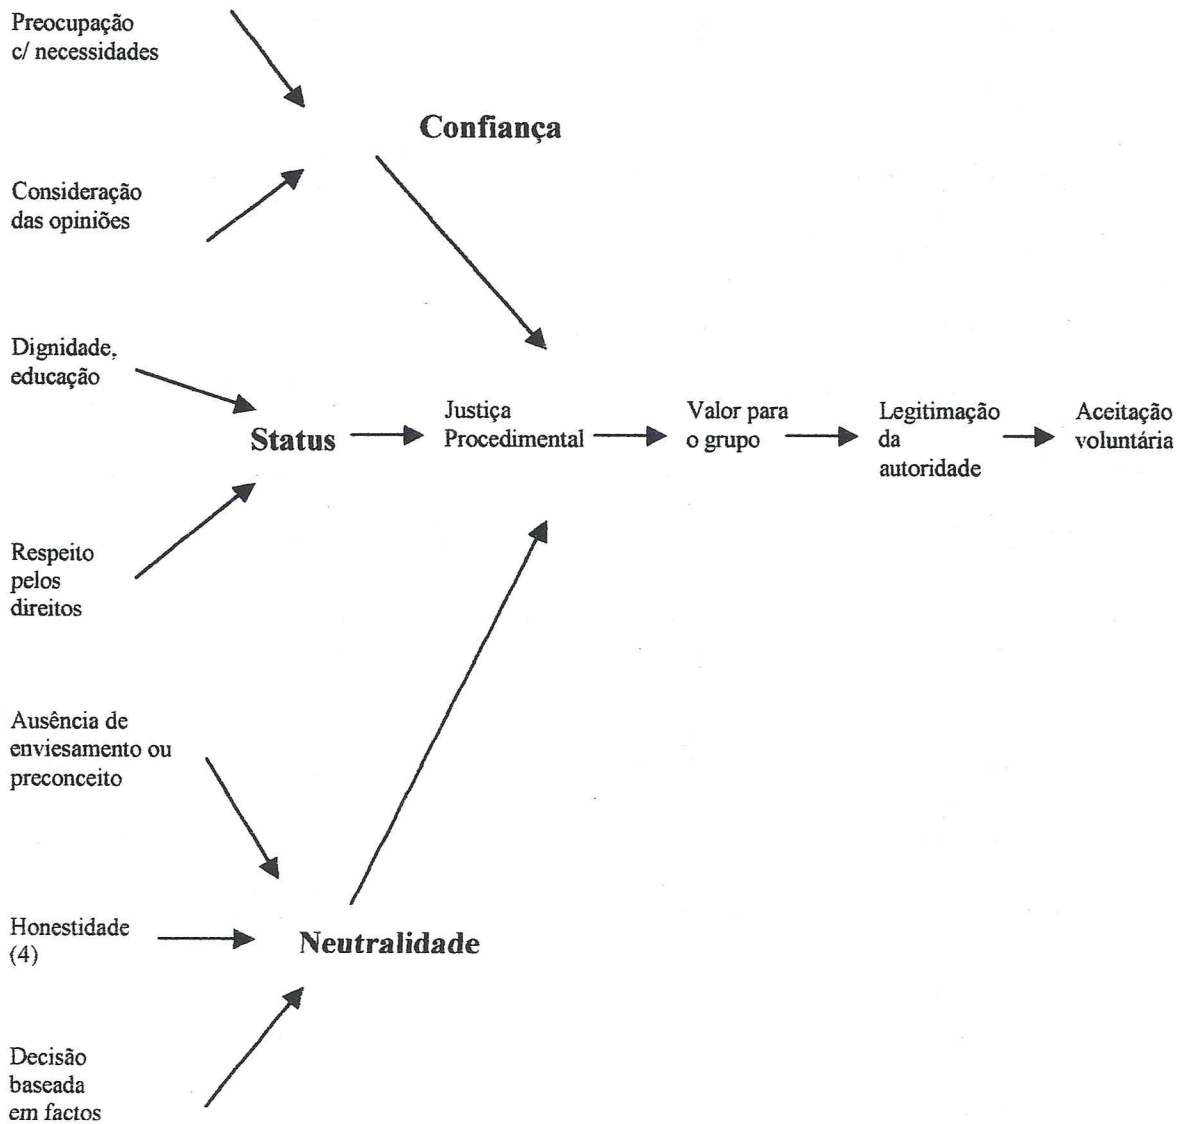 Preocupação
c/ necessidades
Confiança
Consideração
das opiniões
Dignidade,
educação
Status
Justiça
Procedimental
Valor para
o grupo
Legitimação
da
autoridade
Aceitação
voluntária
Respeito
pelos
direitos
Ausência de
enviesamento ou
preconceito
Honestidade
(4)
Neutralidade
Decisão
baseada
em factos